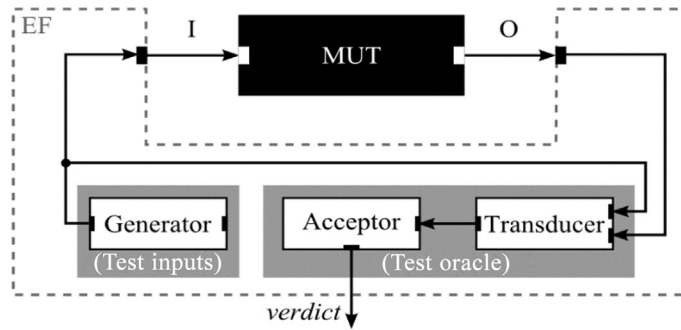 EF
I
MUT
O
Generator
(Test inputs)
Acceptor
Transducer
(Test oracle)
verdict